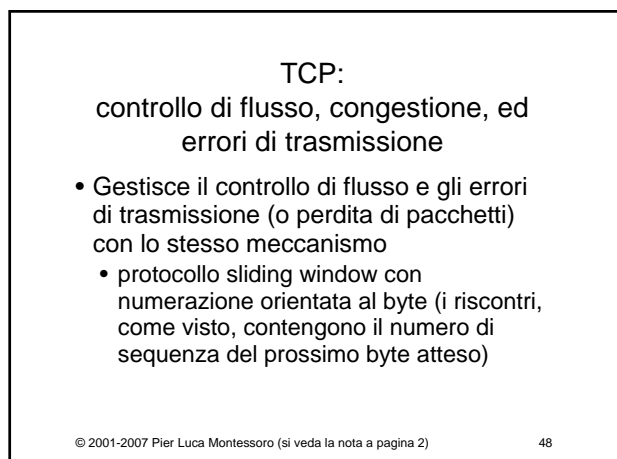 TCP:
controllo di flusso, congestione, ed
errori di trasmissione
• Gestisce il controllo di flusso e gli errori
di trasmissione (o perdita di pacchetti)
con lo stesso meccanismo
• protocollo sliding window con
numerazione orientata al byte (i riscontri,
come visto, contengono il numero di
sequenza del prossimo byte atteso)
© 2001-2007 Pier Luca Montessoro (si veda la nota a pagina 2) 48